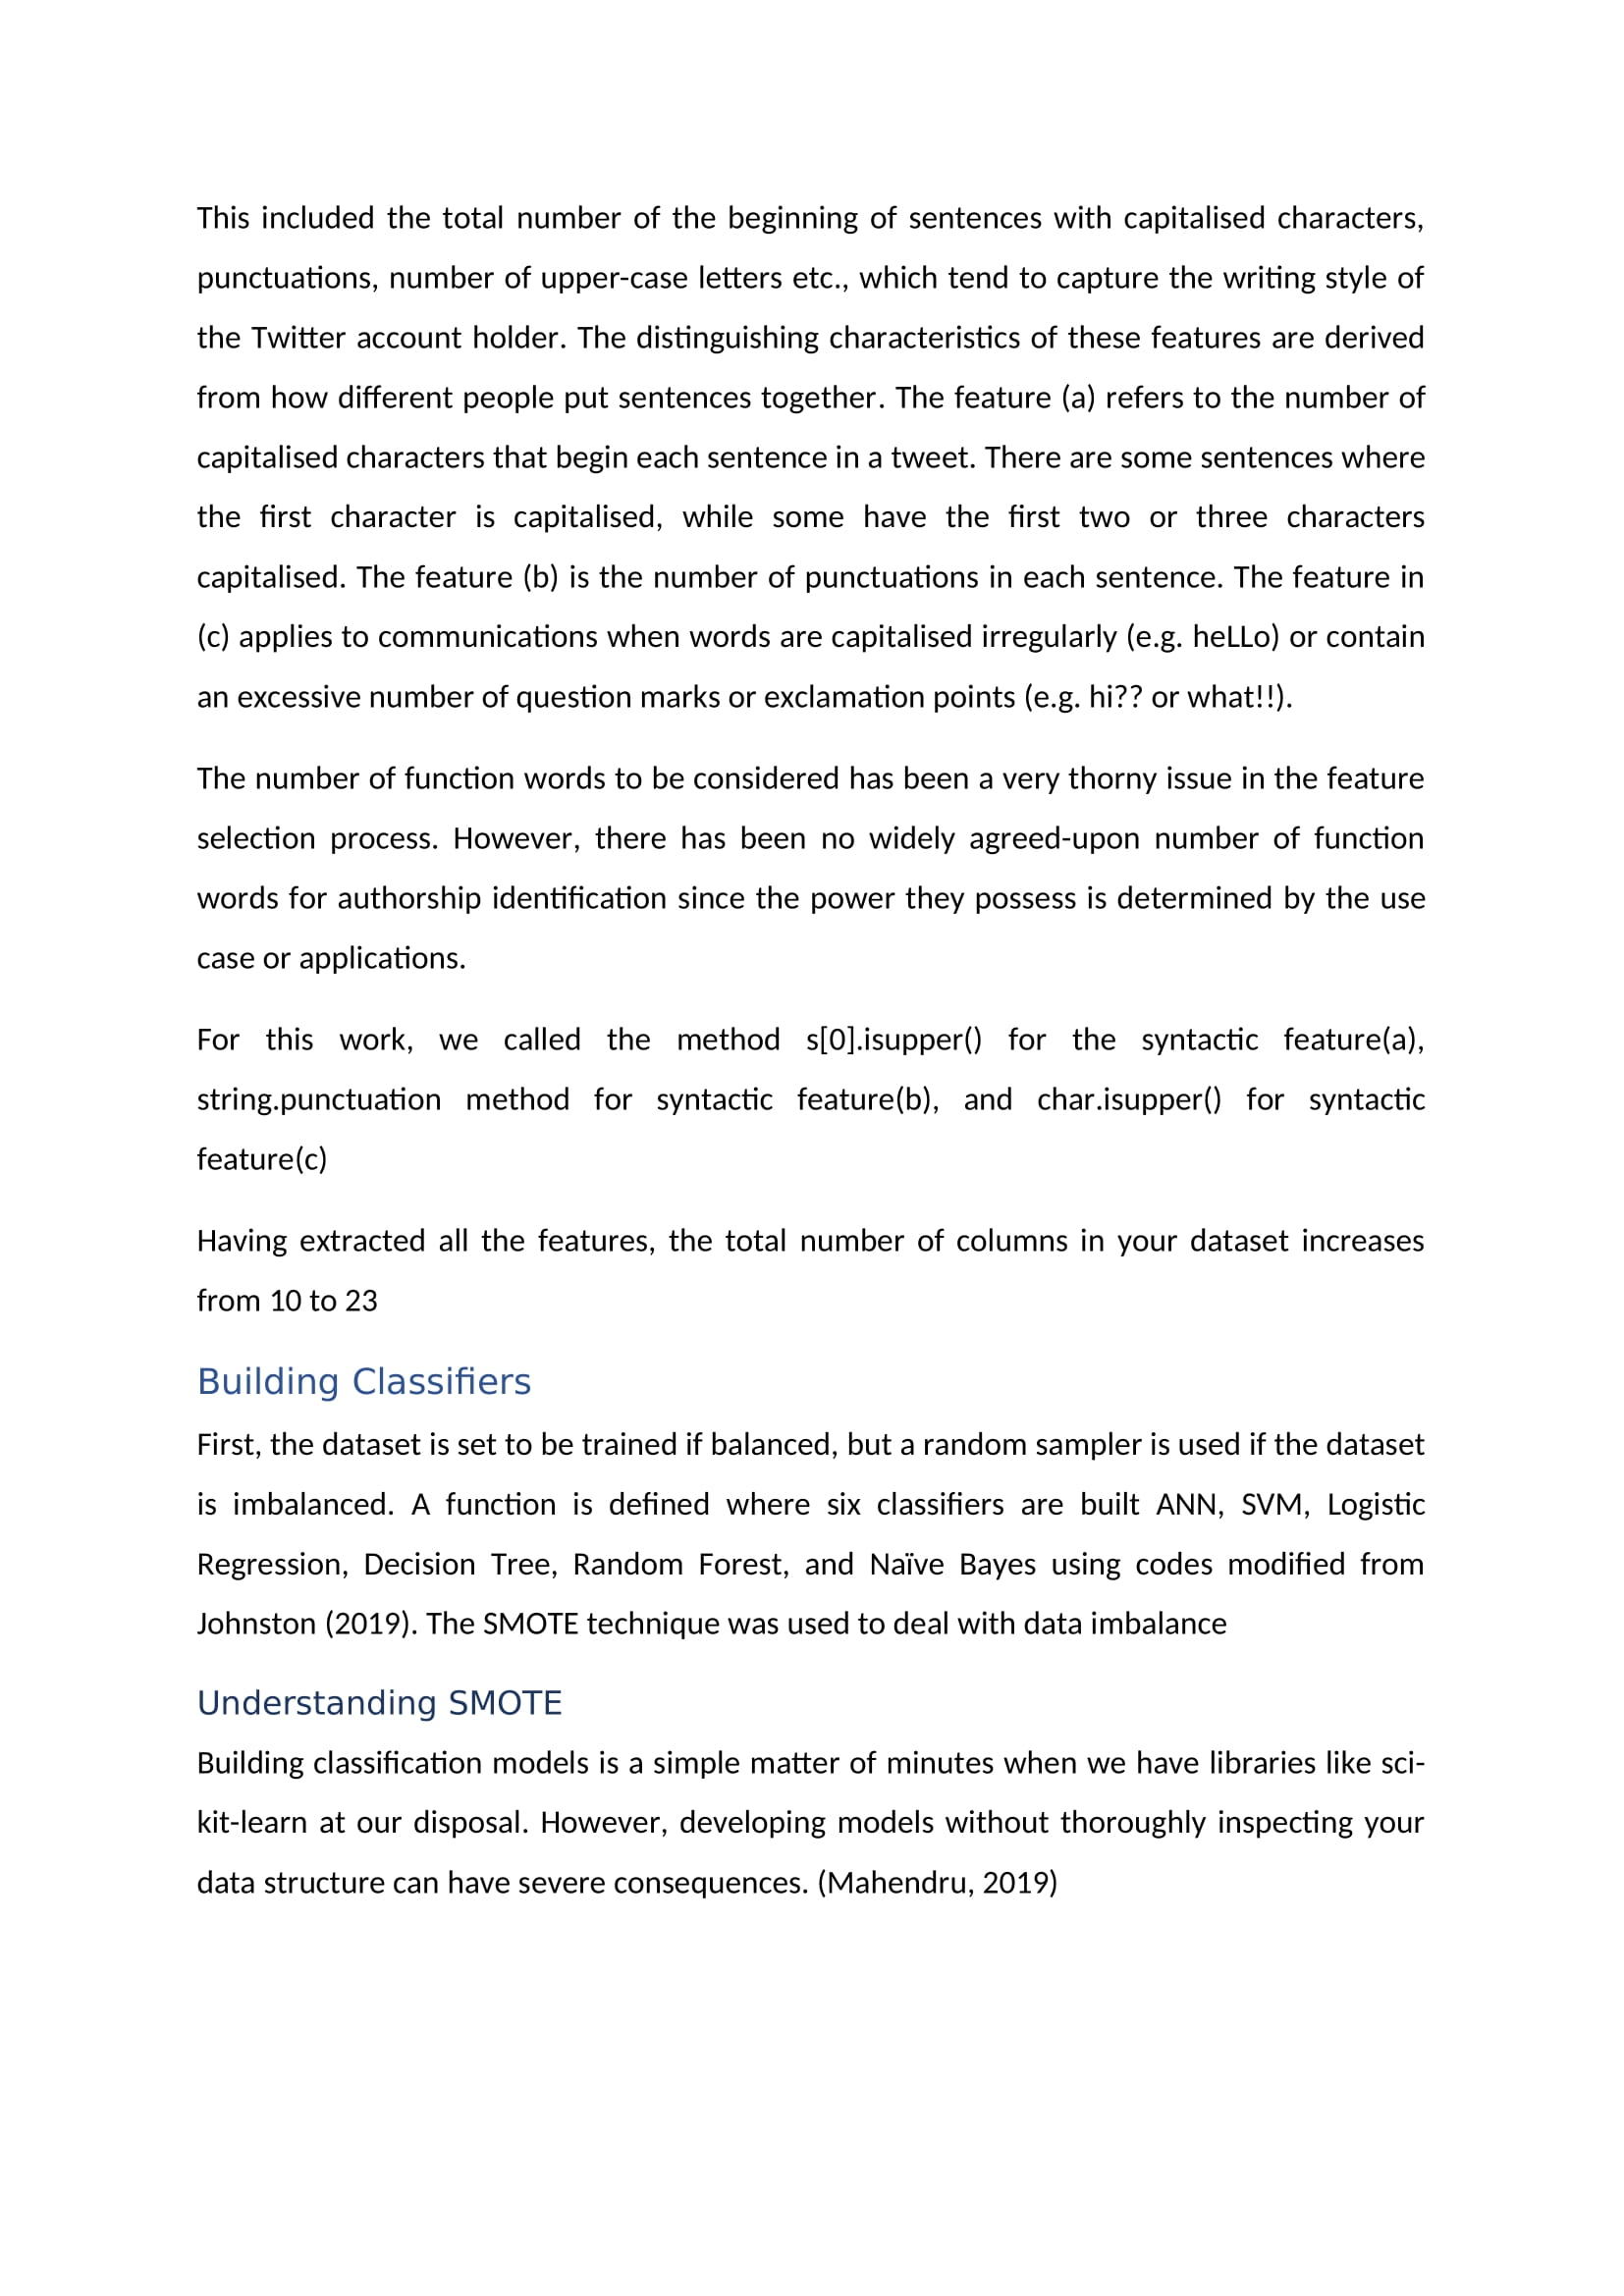 This included the total number of the beginning of sentences with capitalised characters,
punctuations, number of upper-case letters etc., which tend to capture the writing style of
the Twitter account holder. The distinguishing characteristics of these features are derived
from how different people put sentences together. The feature (a) refers to the number of
capitalised characters that begin each sentence in a tweet. There are some sentences where
the first character is capitalised, while some have the first two or three characters
capitalised. The feature (b) is the number of punctuations in each sentence. The feature in
(c) applies to communications when words are capitalised irregularly (e.g. heLLo) or contain
an excessive number of question marks or exclamation points (e.g. hi?? or what!!).
The number of function words to be considered has been a very thorny issue in the feature
selection process. However, there has been no widely agreed-upon number of function
words for authorship identification since the power they possess is determined by the use
case or applications.
For this work, we called the method s[0].isupper() for the syntactic feature(a),
string.punctuation method for syntactic feature(b), and char.isupper() for syntactic
feature(c)
Having extracted all the features, the total number of columns in your dataset increases
from 10 to 23
Building Classifiers
First, the dataset is set to be trained if balanced, but a random sampler is used if the dataset
is imbalanced. A function is defined where six classifiers are built ANN, SVM, Logistic
Regression, Decision Tree, Random Forest, and Naïve Bayes using codes modified from
Johnston (2019). The SMOTE technique was used to deal with data imbalance
Understanding SMOTE
Building classification models is a simple matter of minutes when we have libraries like sci-
kit-learn at our disposal. However, developing models without thoroughly inspecting your
data structure can have severe consequences. (Mahendru, 2019)